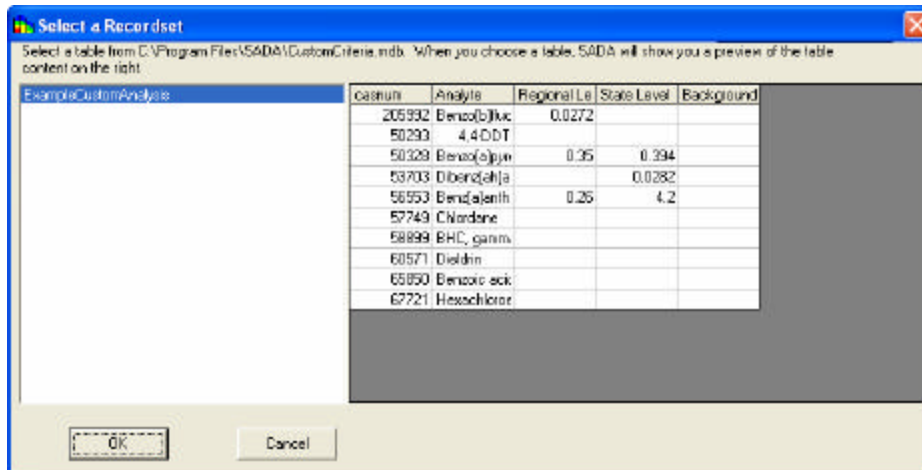 Select a Recordset
Select a table from C:\Program Files\SADA\CustomCriteria.mdb. When you choose a table, SADA will show you a preview of the table
content on the right
ExampleCustomAnalysis
casnum Analyte Regional Le State Level Background
205992 Benzo(b)fluc 0.0272
50293 4,4-DDT
50328 Benzo(a)pyre 0.35 0.394
53703 Dibenz(ah)a 0.0282
56553 Benz(a)anth 0.26 4.2
57749 Chlordane
58899 BHC, gamm
60571 Dieldrin
65850 Benzoic acid
67721 Hexachloroe
OK Cancel